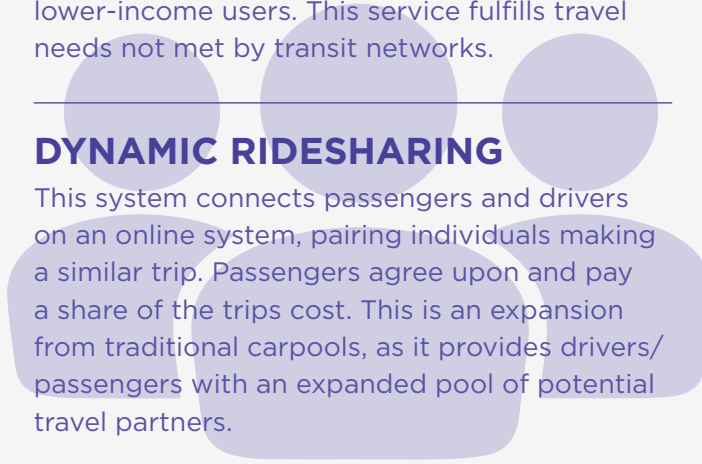 lower-income users. This service fulfills travel
needs not met by transit networks.
DYNAMIC RIDESHARING
This system connects passengers and drivers
on an online system, pairing individuals making
a similar trip. Passengers agree upon and pay
a share of the trips cost. This is an expansion
from traditional carpools, as it provides drivers/
passengers with an expanded pool of potential
travel partners.